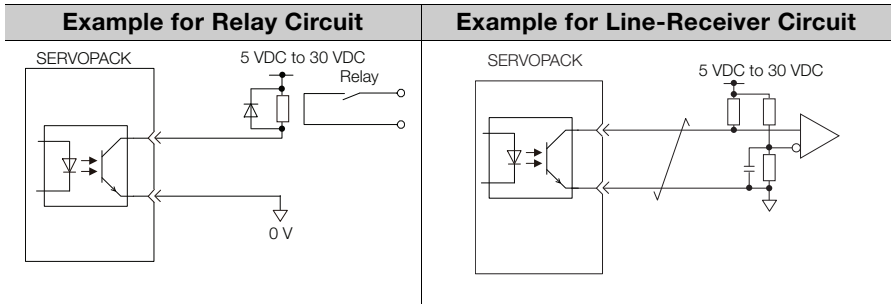 Example for Relay Circuit
Example for Line-Receiver Circuit
SERVOPACK
5 VDC to 30 VDC
Relay
0 V
SERVOPACK
5 VDC to 30 VDC